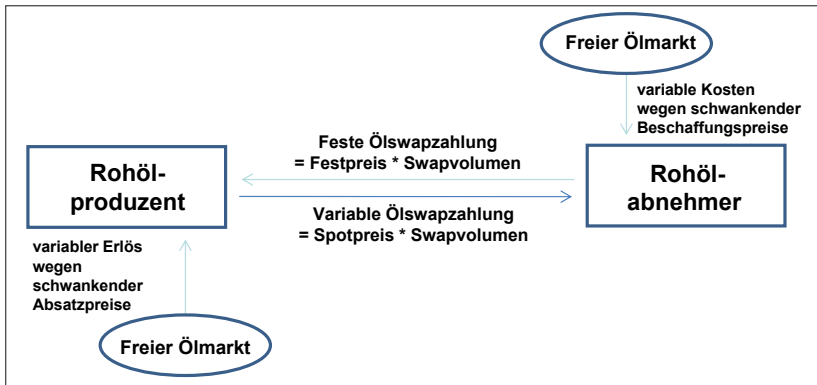 Freier Ölmarkt
variable Kosten
wegen schwankender
Beschaffungspreise
Feste Ölswapzahlung
= Festpreis * Swapvolumen
Rohöl-
produzent
Rohöl-
abnehmer
Variable Ölswapzahlung
= Spotpreis * Swapvolumen
variabler Erlös
wegen
schwankender
Absatzpreise
Freier Ölmarkt